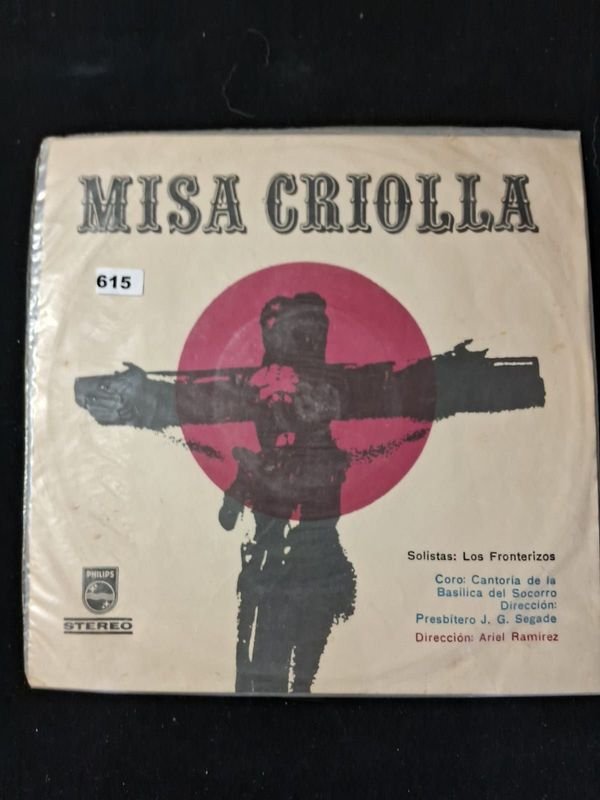 MISA CRIOLLA
615
Solistas: Los Fronterizos
Coro: Cantoria de la
Basílica del Socorro
Dirección:
Presbítero J. G. Segade
Dirección: Ariel Ramírez
PHILIPS
STEREO